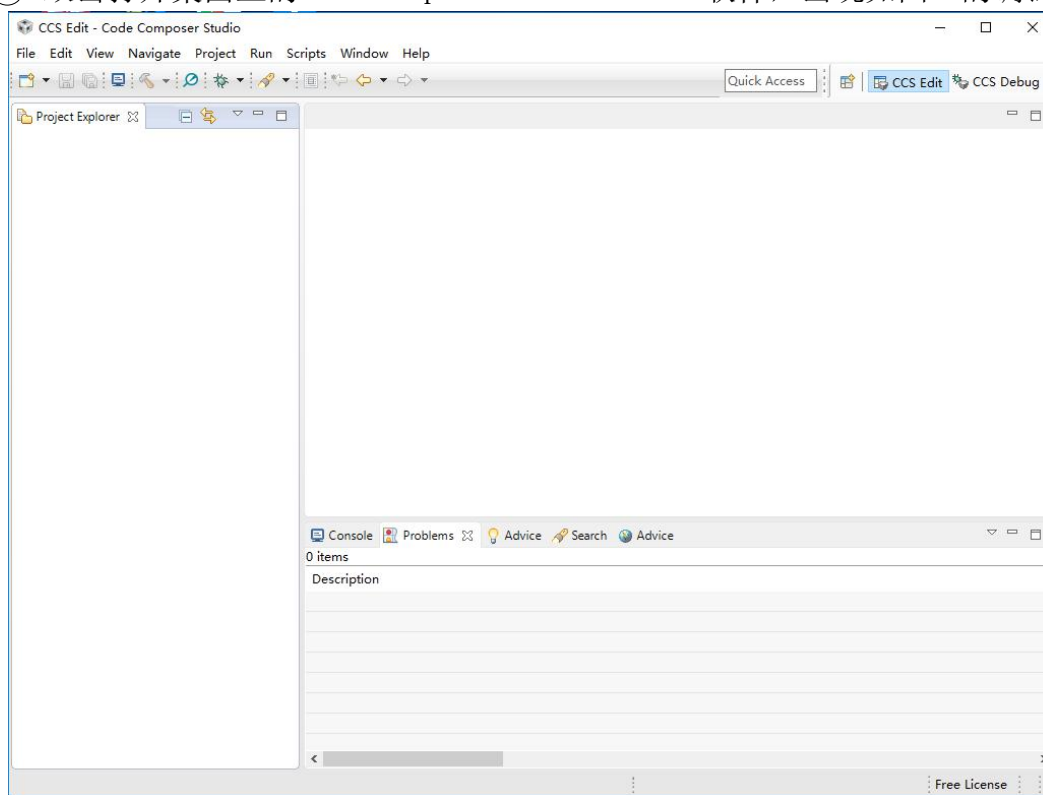 CCS Edit - Code Composer Studio
File Edit View Navigate Project Run Scripts Window Help
Quick Access CCS Edit CCS Debug
Project Explorer
Console Problems Advice Search Advice
0 items
Description
Free License